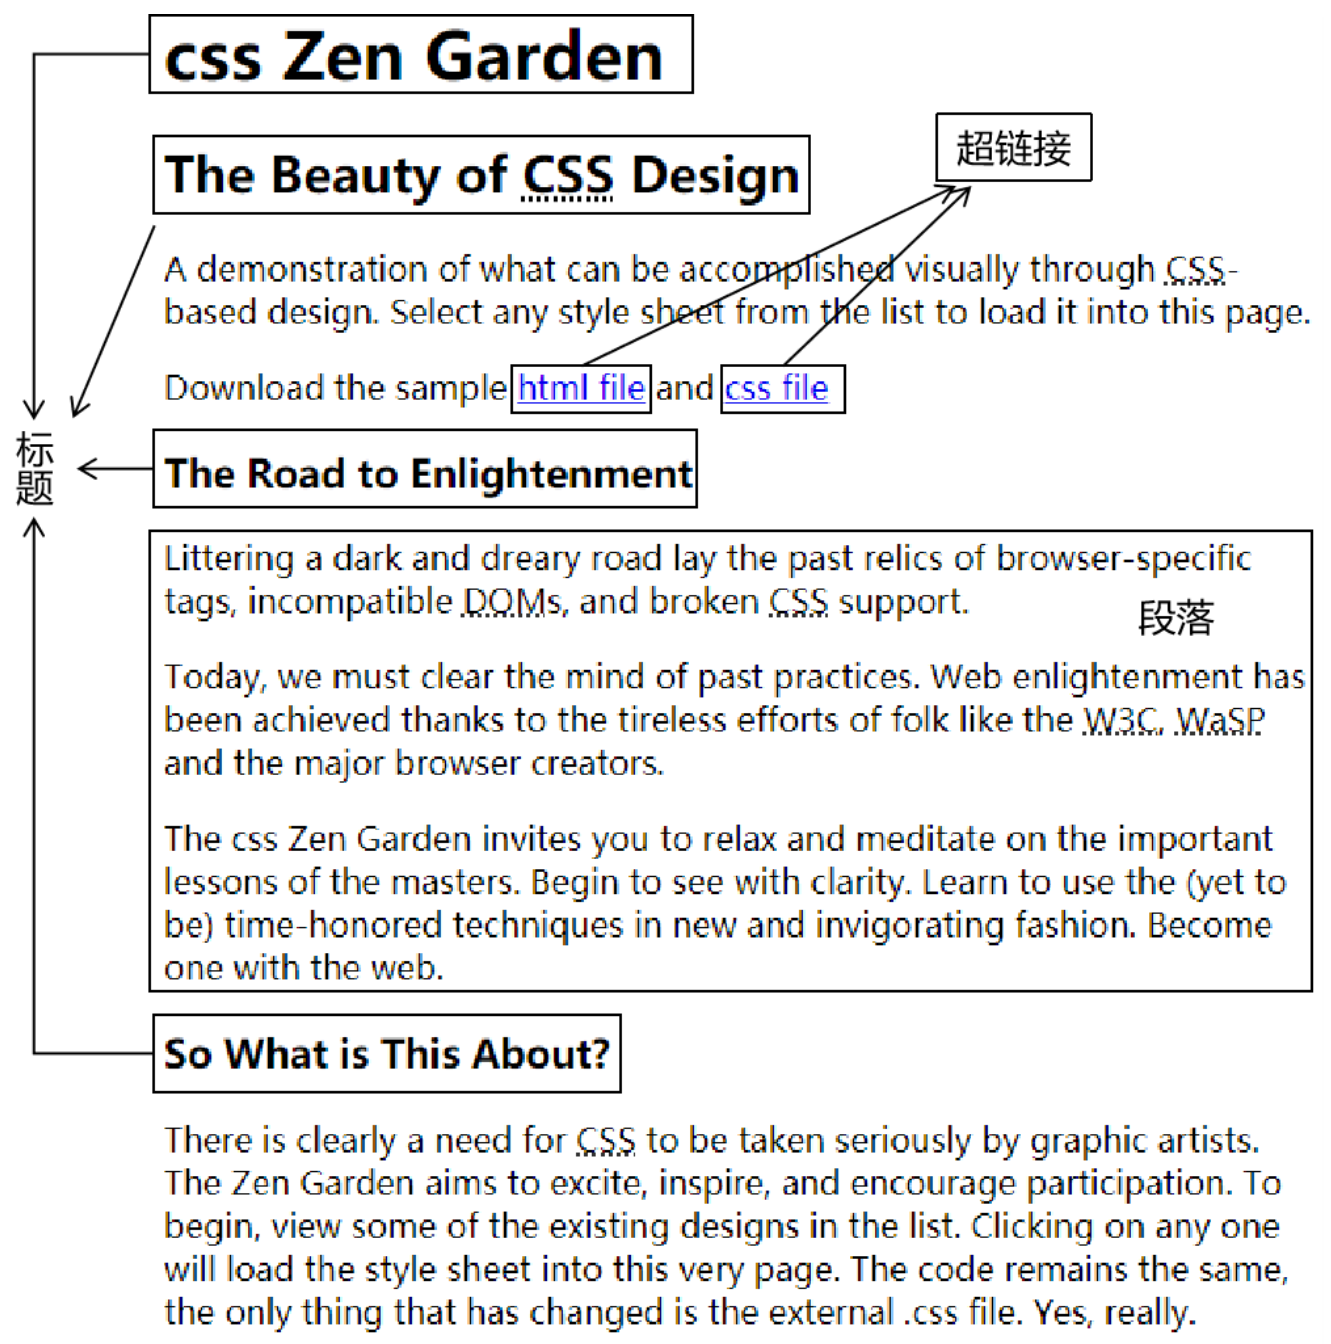 css Zen Garden
The Beauty of CSS Design
超链接
A demonstration of what can be accomplished visually through CSS-
based design. Select any style sheet from the list to load it into this page.
Download the sample html file and css file
标题
The Road to Enlightenment
Littering a dark and dreary road lay the past relics of browser-specific
tags, incompatible DOMs, and broken CSS support.
段落
Today, we must clear the mind of past practices. Web enlightenment has
been achieved thanks to the tireless efforts of folk like the W3C, WaSP
and the major browser creators.
The css Zen Garden invites you to relax and meditate on the important
lessons of the masters. Begin to see with clarity. Learn to use the (yet to
be) time-honored techniques in new and invigorating fashion. Become
one with the web.
So What is This About?
There is clearly a need for CSS to be taken seriously by graphic artists.
The Zen Garden aims to excite, inspire, and encourage participation. To
begin, view some of the existing designs in the list. Clicking on any one
will load the style sheet into this very page. The code remains the same,
the only thing that has changed is the external .css file. Yes, really.